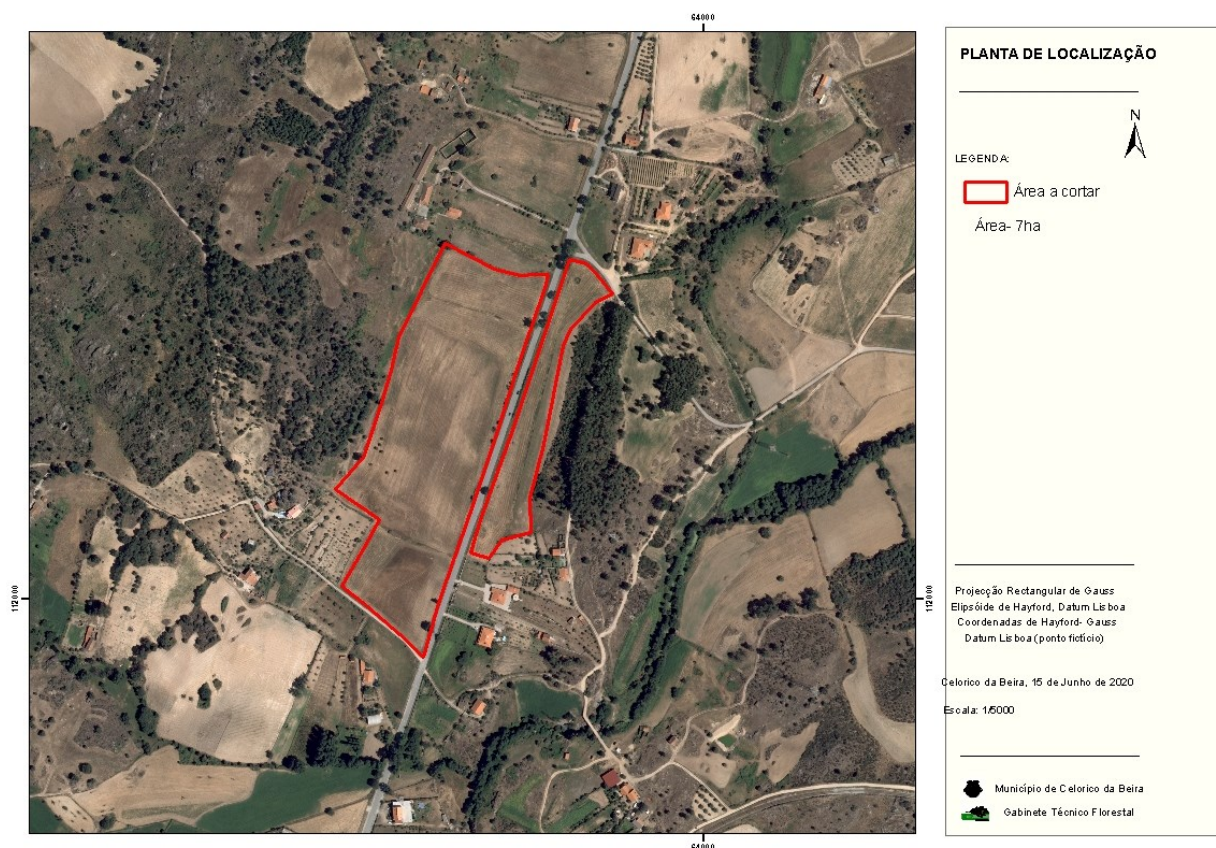 64000
112000
112000
64000
PLANTA DE LOCALIZAÇÃO
N
LEGENDA:
Área a cortar
Área- 7ha
Projecção Rectangular de Gauss
Elipsóide de Hayford, Datum Lisboa
Coordenadas de Hayford- Gauss
Datum Lisboa (ponto fictício)
Celorico da Beira, 15 de Junho de 2020
Escala: 1/5000
Município de Celorico da Beira
Gabinete Técnico Florestal